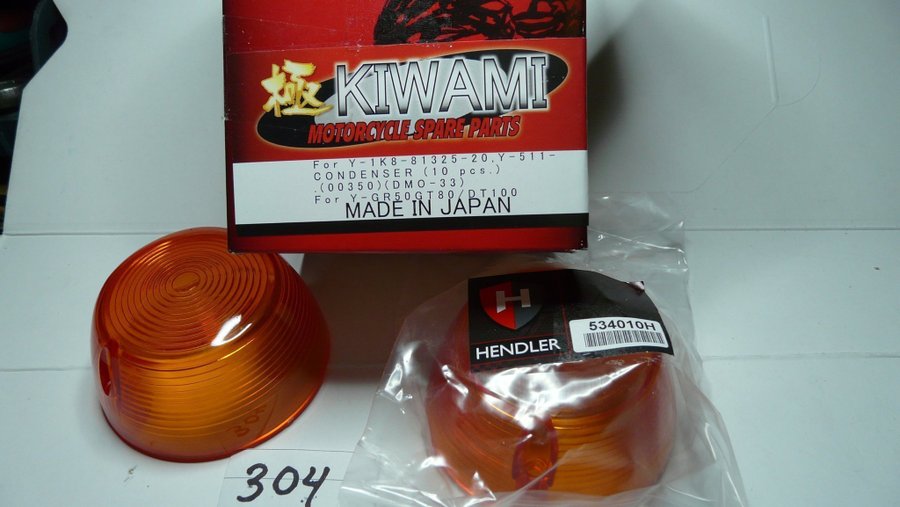 極 KIWAMI
MOTORCYCLE SPARE PARTS
For Y-1K8-81325-20,Y-511-
CONDENSER (10 pcs.)
.(00350)(DMO-33)
For Y-GR50GT80/DT100
MADE IN JAPAN
H
534010H
HENDLER
304